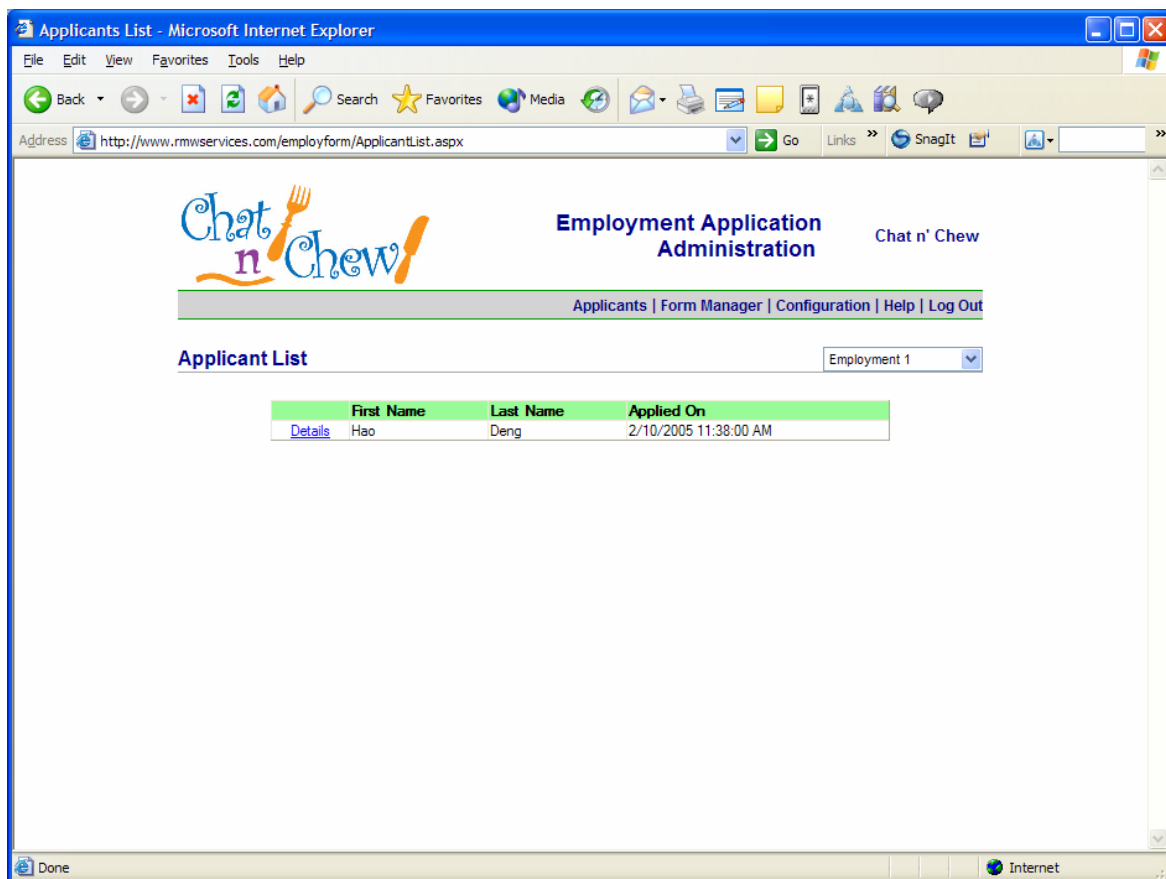 Applicants List - Microsoft Internet Explorer
File Edit View Favorites Tools Help
Back Search Favorites Media
Address http://www.rmwservices.com/employform/ApplicantList.aspx Go Links » SnagIt »
Chat n Chew
Employment Application
Administration
Chat n' Chew
Applicants | Form Manager | Configuration | Help | Log Out
Applicant List Employment 1
First Name Last Name Applied On
Details Hao Deng 2/10/2005 11:38:00 AM
Done Internet